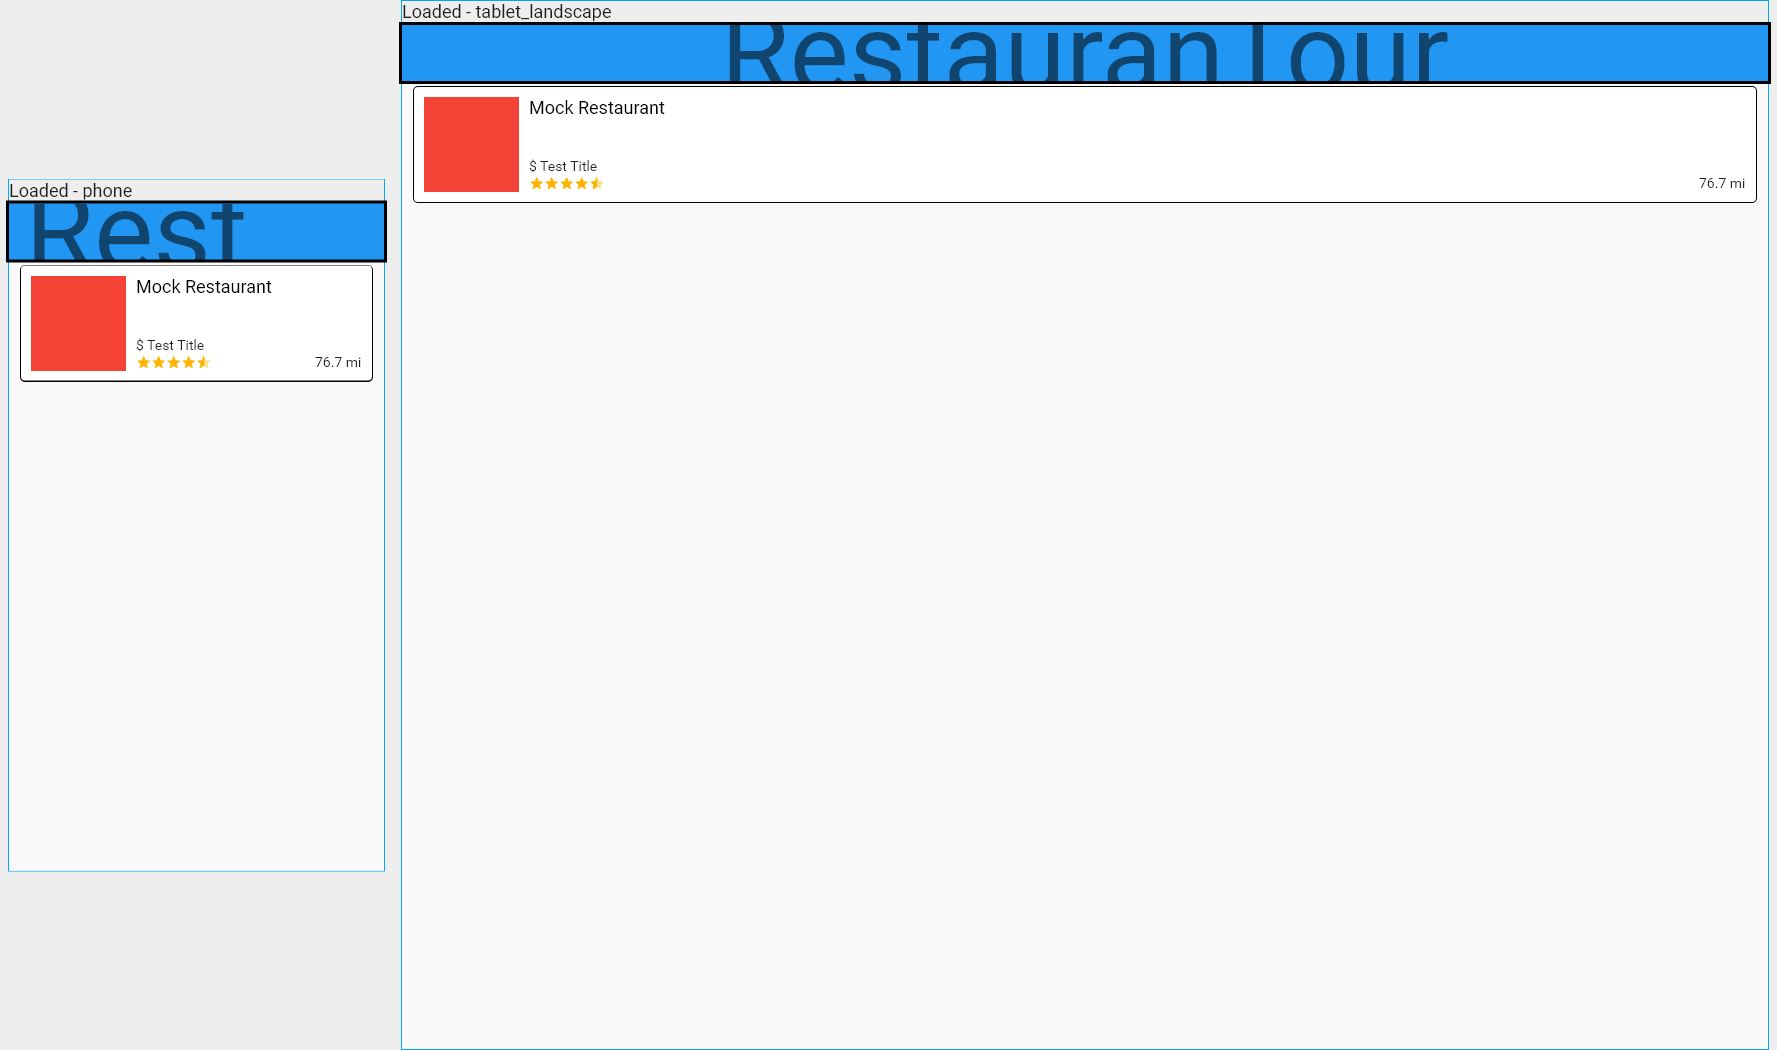 Loaded - phone
Rest
Mock Restaurant
$ Test Title
76.7 mi
Loaded - tablet_landscape
RestauranTour
Mock Restaurant
$ Test Title
76.7 mi